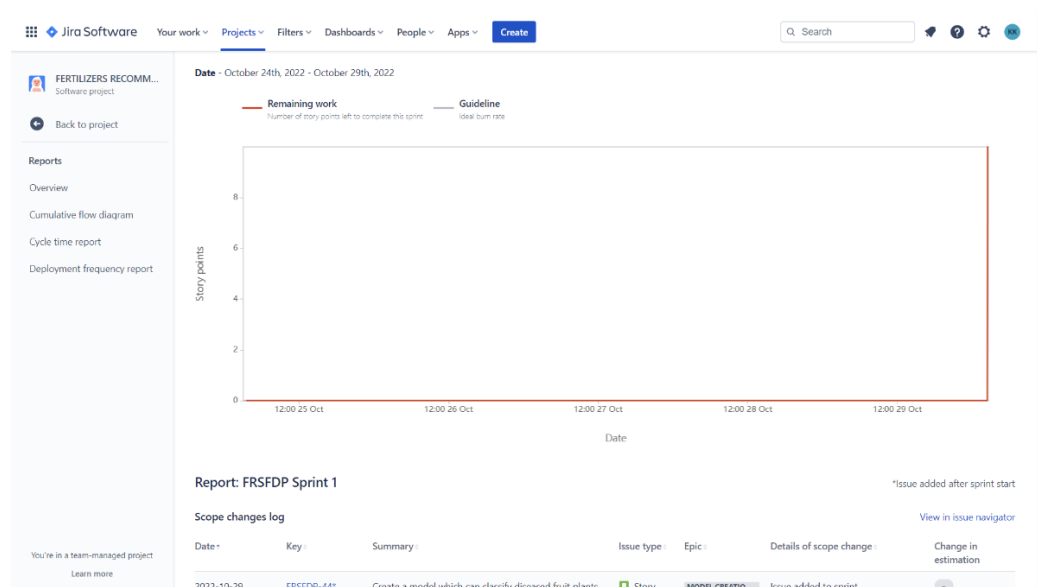 Jira Software
Your work Projects Filters Dashboards People Apps Create
Search
KK
FERTILIZERS RECOMM...
Software project
Back to project
Reports
Overview
Cumulative flow diagram
Cycle time report
Deployment frequency report
You're in a team-managed project
Learn more
Date - October 24th, 2022 - October 29th, 2022
Remaining work
Number of story points left to complete this sprint
Guideline
Ideal burn rate
Story points
8
6
4
2
0
12:00 25 Oct 12:00 26 Oct 12:00 27 Oct 12:00 28 Oct 12:00 29 Oct
Date
Report: FRSFDP Sprint 1
*Issue added after sprint start
Scope changes log
View in issue navigator
Date Key Summary Issue type Epic Details of scope change Change in
estimation
2022-10-29 FRSFDP-44* Create a model which can classify diseased fruit plants Story MODEL CREATIO... Issue added to sprint